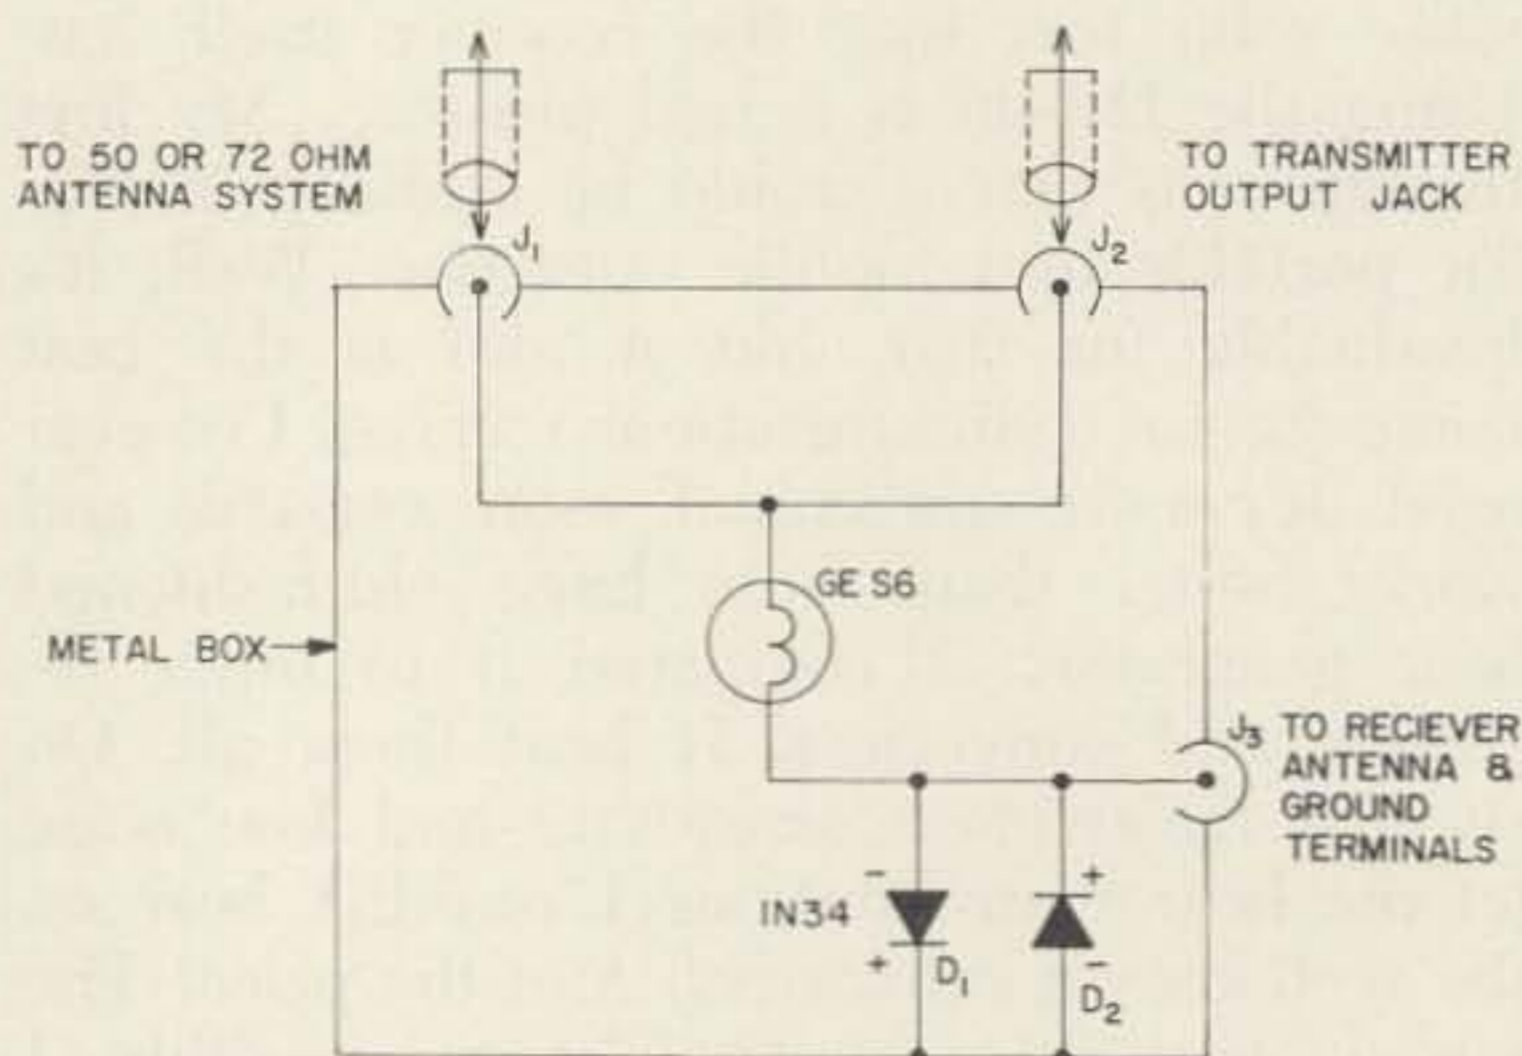 TO 50 OR 72 OHM
ANTENNA SYSTEM
J1
J2
TO TRANSMITTER
OUTPUT JACK
GE S6
METAL BOX
J3
TO RECIEVER
ANTENNA &
GROUND
TERMINALS
-
+
IN34
+
D1
-
D2